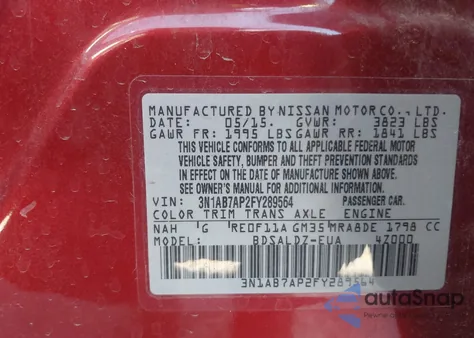 MANUFACTURED BY NISSAN MOTOR CO., LTD.
DATE: 05/15. GVWR: 3823 LBS
GAWR FR: 1995 LBS GAWR RR: 1841 LBS
THIS VEHICLE CONFORMS TO ALL APPLICABLE FEDERAL MOTOR
VEHICLE SAFETY, BUMPER AND THEFT PREVENTION STANDARDS
IN EFFECT ON THE DATE OF MANUFACTURE SHOWN ABOVE.
SEE OWNER'S MANUAL FOR ADDITIONAL INFORMATION.
VIN: 3N1AB7AP2FY289564 PASSENGER CAR.
COLOR TRIM TRANS AXLE ENGINE
NAH G RE0F11A GM35 MRA8DE 1798 CC
MODEL: BDSALDZ-EUA 4Z000
3N1AB7AP2FY289564
autoSnap